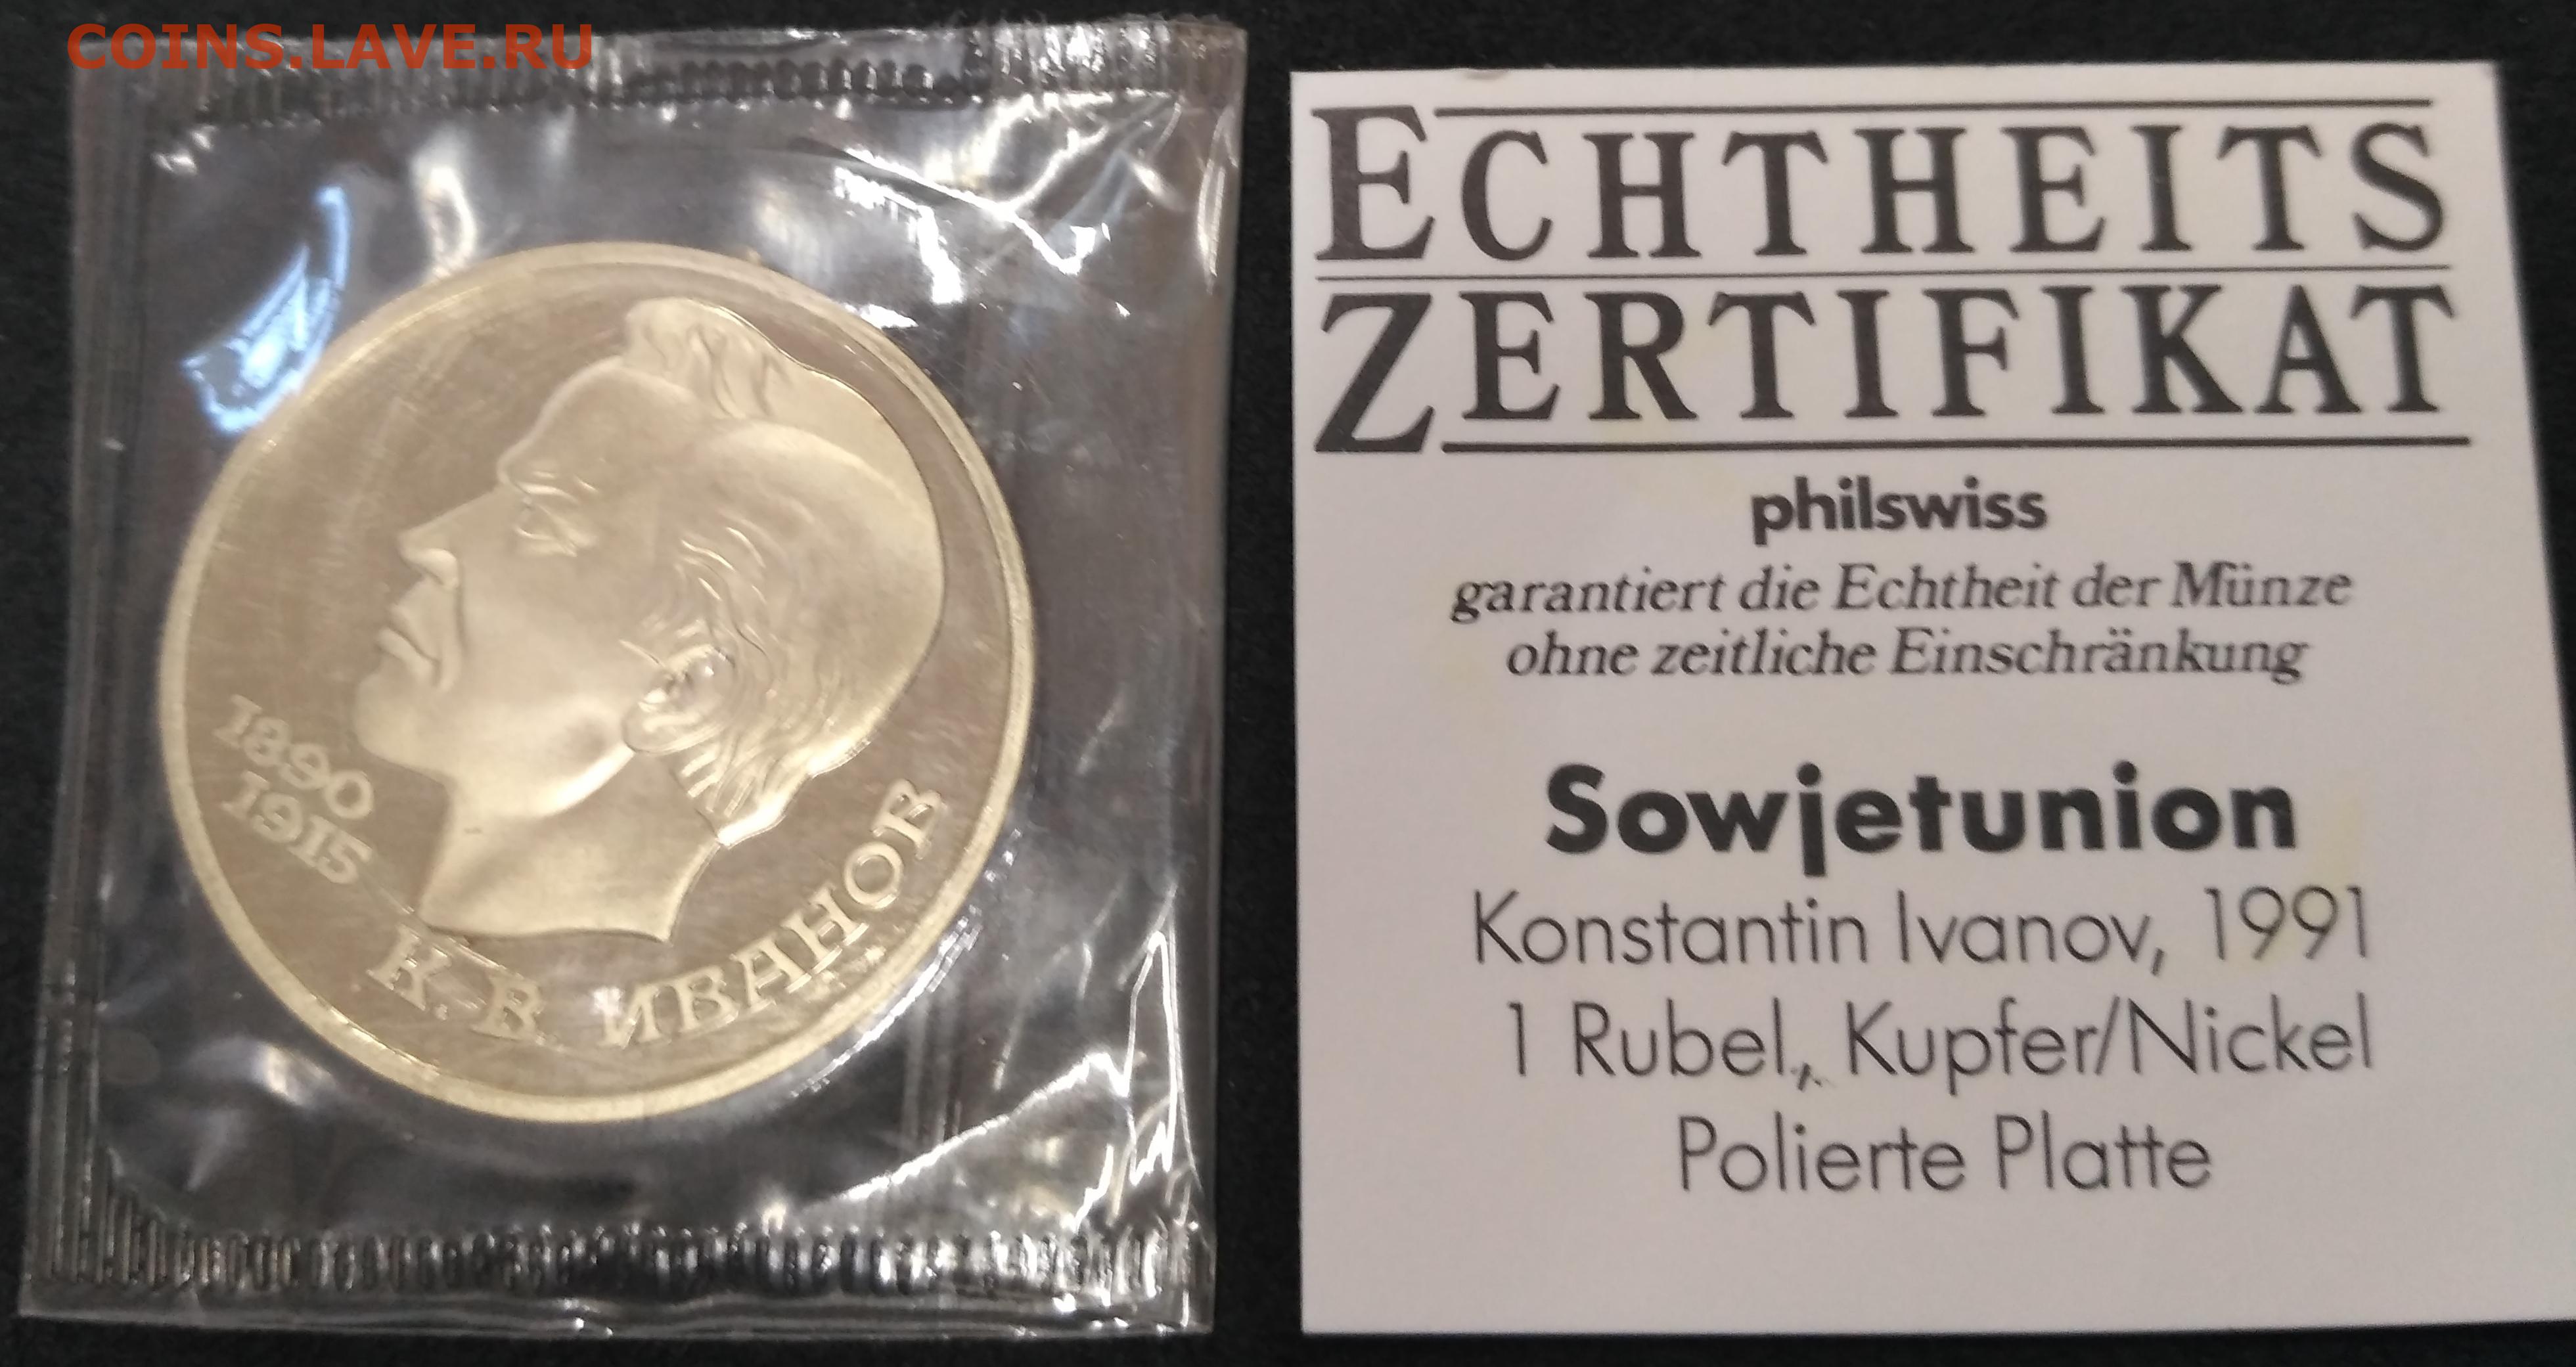 COINS.LAVE.RU
1890
1915
К. В. ИВАНОВ
ECHTHEITS
ZERTIFIKAT
philswiss
garantiert die Echtheit der Münze
ohne zeitliche Einschränkung
Sowjetunion
Konstantin Ivanov, 1991
1 Rubel, Kupfer/Nickel
Polierte Platte